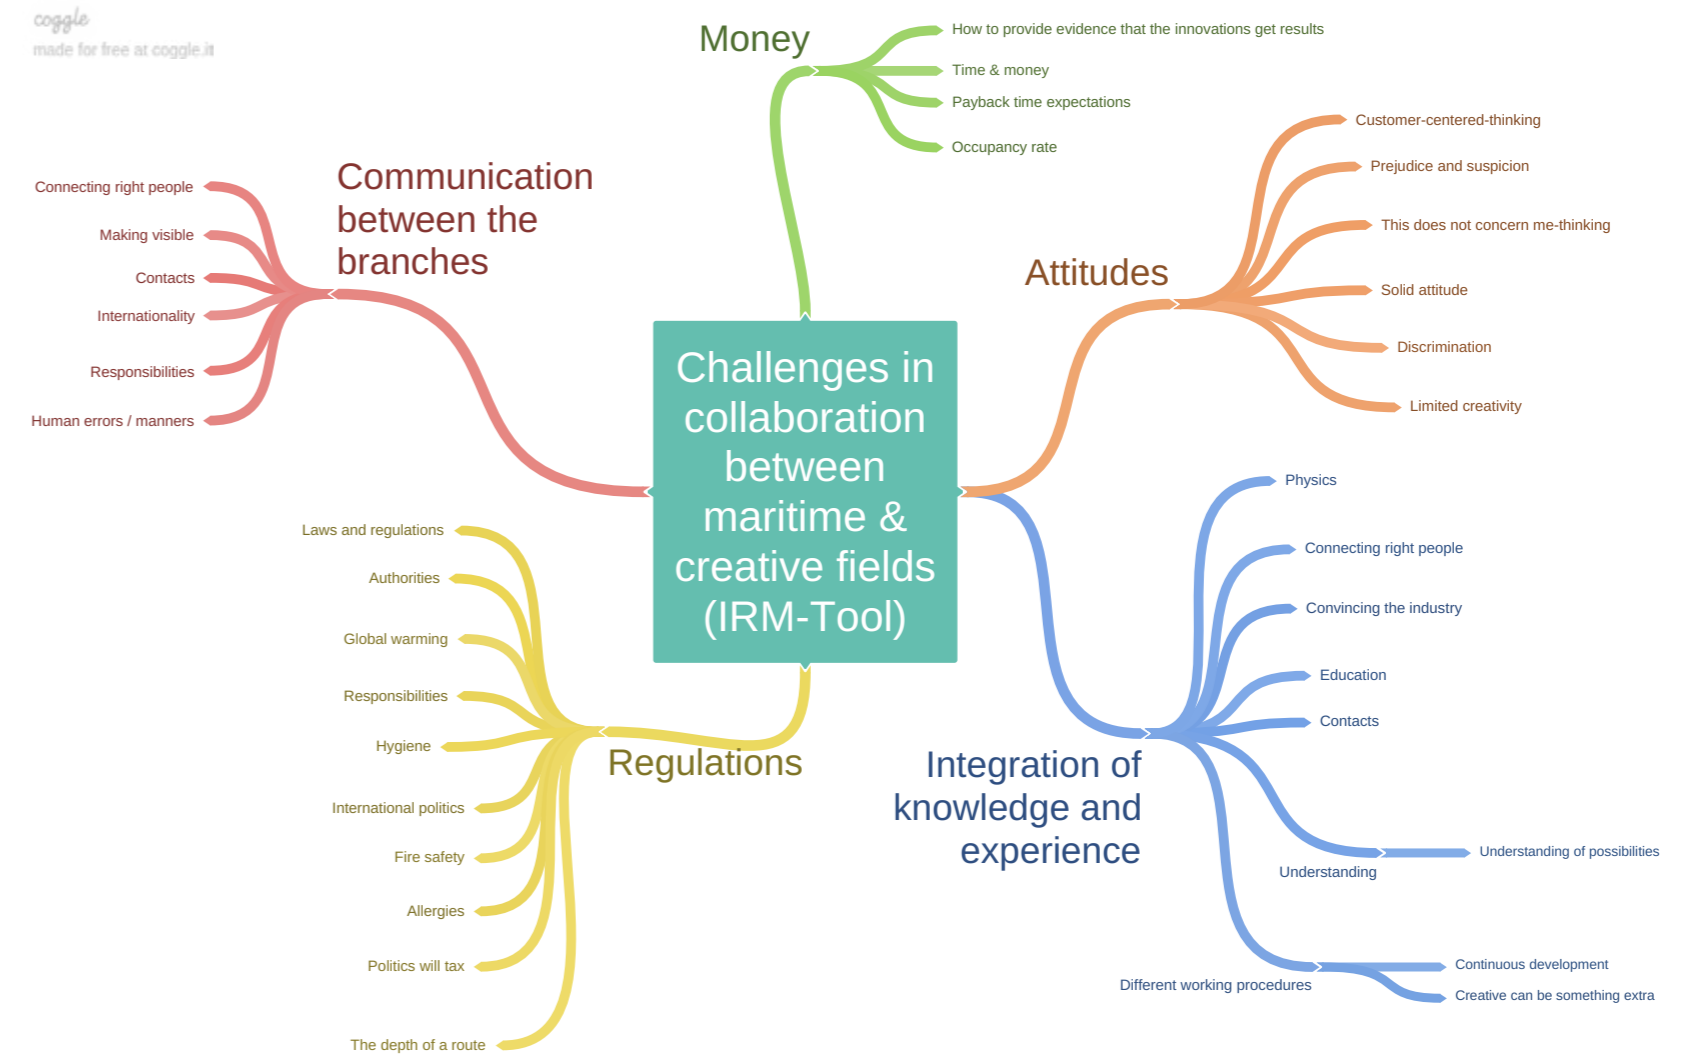 coggle
made for free at coggle.it
Money
How to provide evidence that the innovations get results
Time & money
Payback time expectations
Occupancy rate
Communication
between the
branches
Connecting right people
Making visible
Contacts
Internationality
Responsibilities
Human errors / manners
Attitudes
Customer-centered-thinking
Prejudice and suspicion
This does not concern me-thinking
Solid attitude
Discrimination
Limited creativity
Challenges in
collaboration
between
maritime &
creative fields
(IRM-Tool)
Regulations
Laws and regulations
Authorities
Global warming
Responsibilities
Hygiene
International politics
Fire safety
Allergies
Politics will tax
The depth of a route
Integration of
knowledge and
experience
Physics
Connecting right people
Convincing the industry
Education
Contacts
Understanding
Understanding of possibilities
Different working procedures
Continuous development
Creative can be something extra